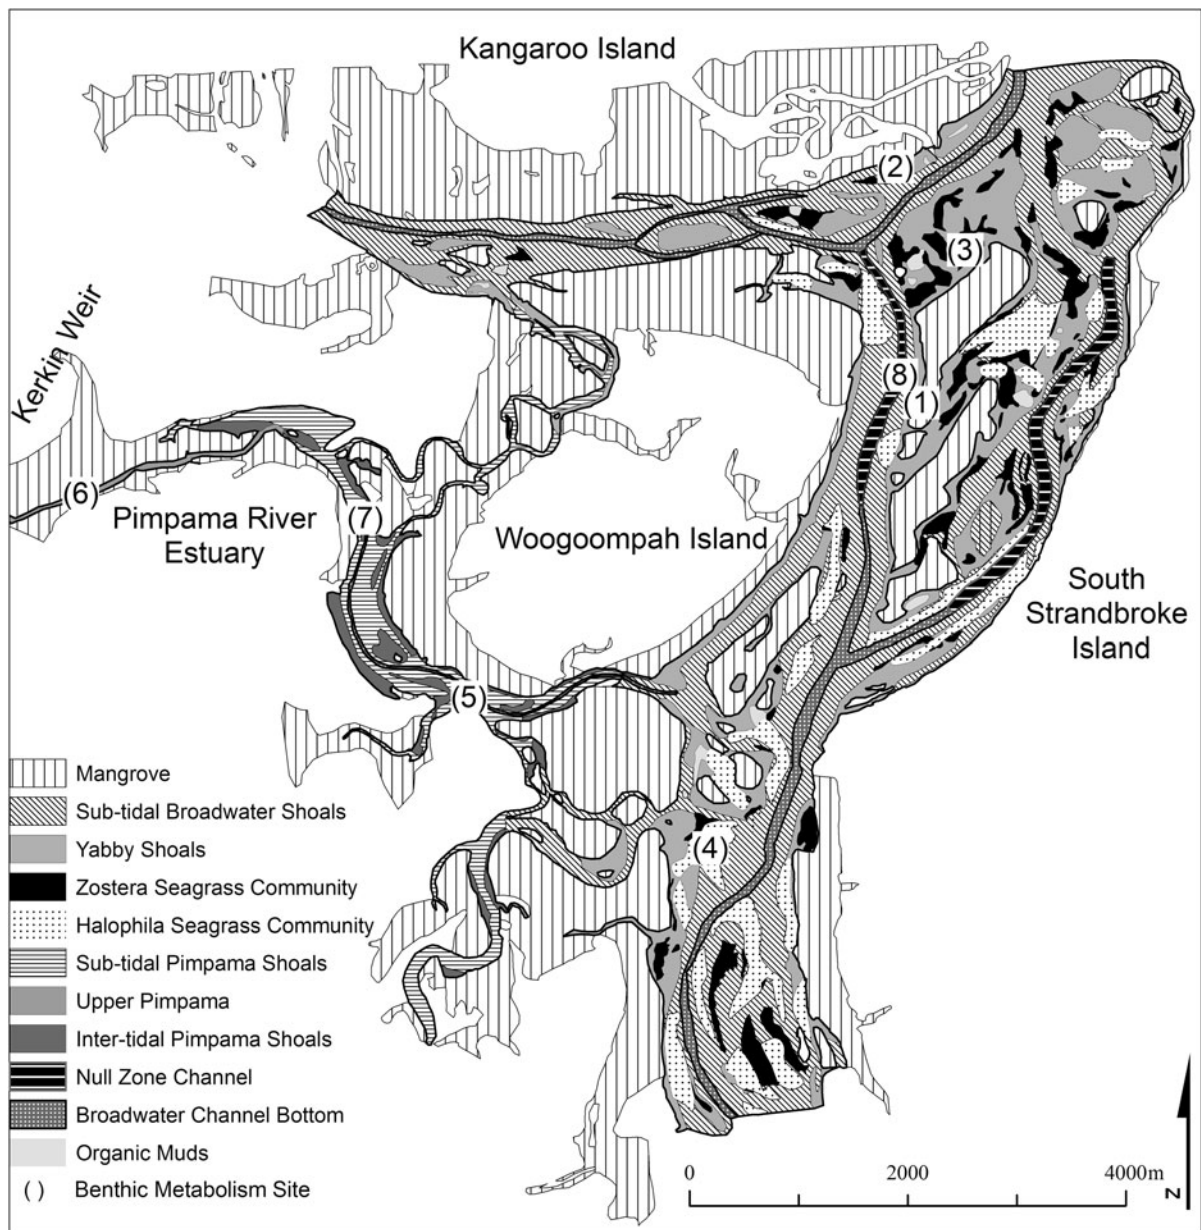 Kangaroo Island
(2)
(3)
Kerkin Weir
(8)
(1)
(6)
(7)
Pimpama River
Estuary
Woogoompah Island
South
Strandbroke
Island
(5)
(4)
Mangrove
Sub-tidal Broadwater Shoals
Yabby Shoals
Zostera Seagrass Community
Halophila Seagrass Community
Sub-tidal Pimpama Shoals
Upper Pimpama
Inter-tidal Pimpama Shoals
Null Zone Channel
Broadwater Channel Bottom
Organic Muds
( ) Benthic Metabolism Site
0 2000 4000m
N